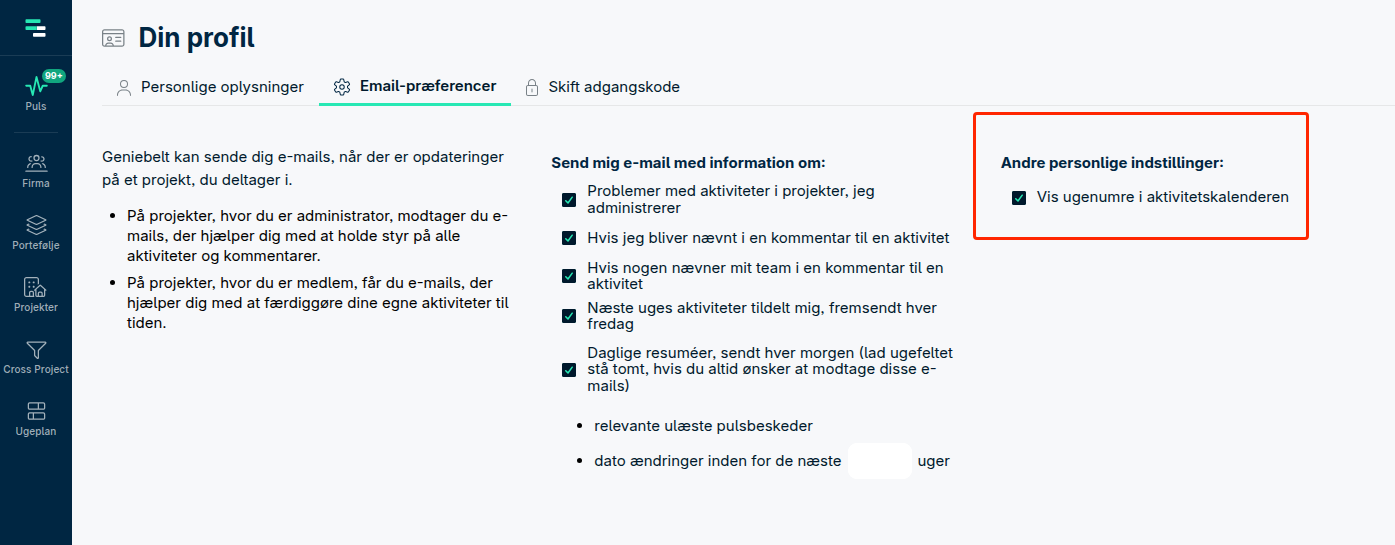 Din profil
99+
Puls
Firma
Portefølje
Projekter
Cross Project
Ugeplan
Personlige oplysninger
Email-præferencer
Skift adgangskode
Geniebelt kan sende dig e-mails, når der er opdateringer
på et projekt, du deltager i.
• På projekter, hvor du er administrator, modtager du e-
mails, der hjælper dig med at holde styr på alle
aktiviteter og kommentarer.
• På projekter, hvor du er medlem, får du e-mails, der
hjælper dig med at færdiggøre dine egne aktiviteter til
tiden.
Send mig e-mail med information om:
Problemer med aktiviteter i projekter, jeg
administrerer
Hvis jeg bliver nævnt i en kommentar til en aktivitet
Hvis nogen nævner mit team i en kommentar til en
aktivitet
Næste uges aktiviteter tildelt mig, fremsendt hver
fredag
Daglige resuméer, sendt hver morgen (lad ugefeltet
stå tomt, hvis du altid ønsker at modtage disse e-
mails)
• relevante ulæste pulsbeskeder
• dato ændringer inden for de næste uger
Andre personlige indstillinger:
Vis ugenumre i aktivitetskalenderen